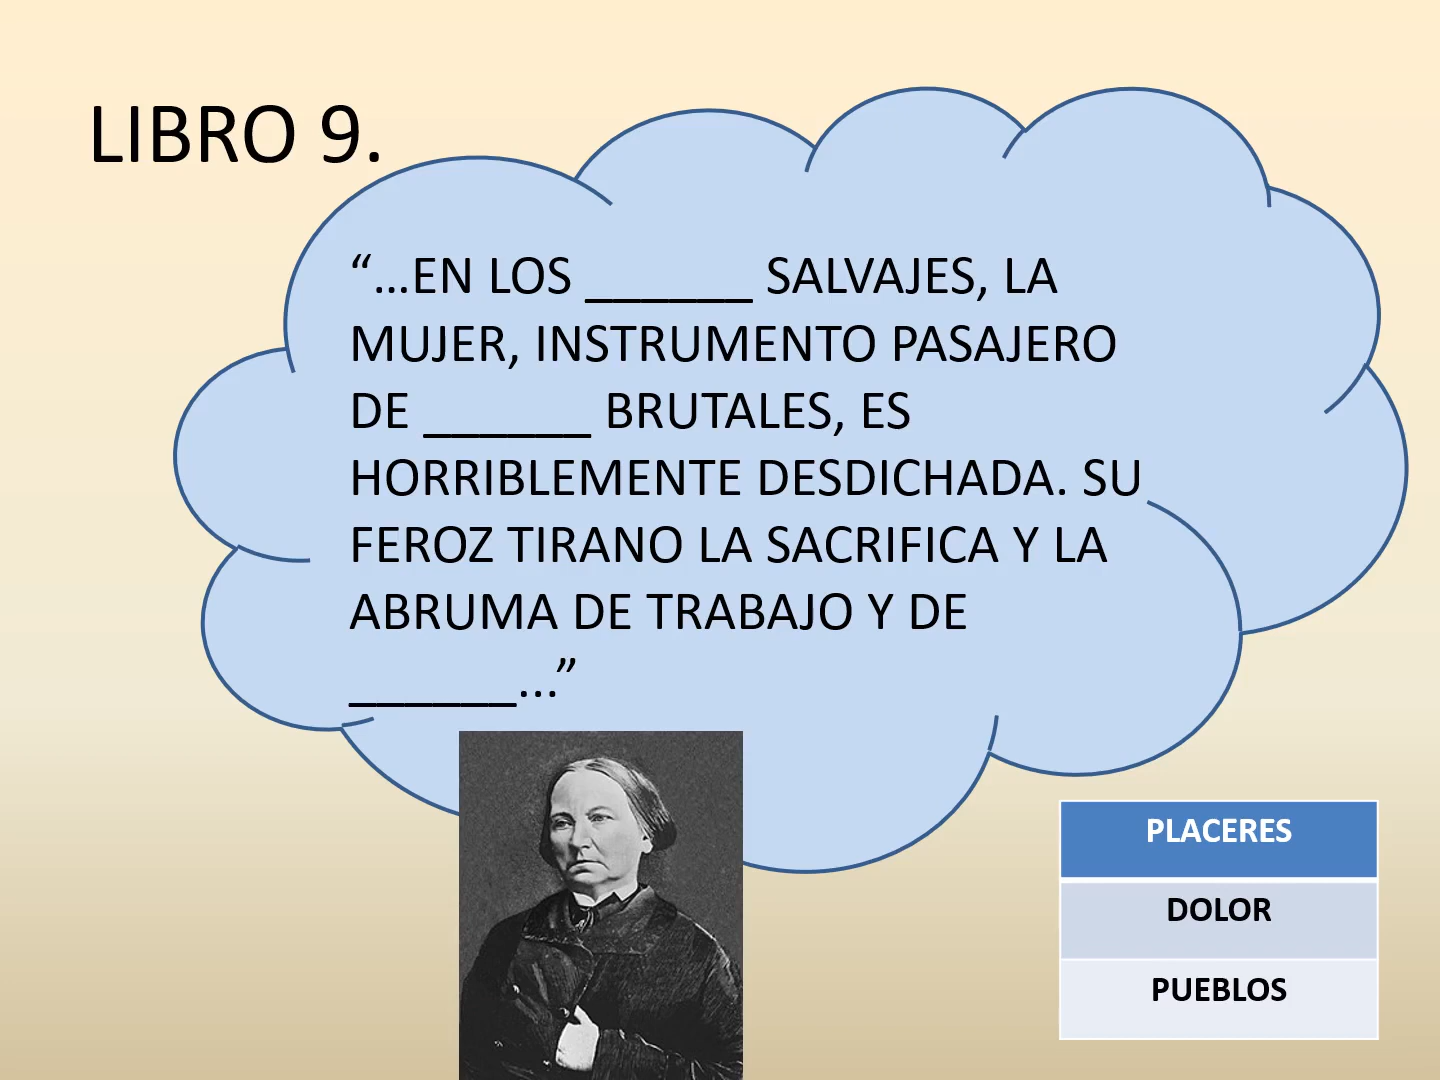 LIBRO 9.
“...EN LOS ______ SALVAJES, LA
MUJER, INSTRUMENTO PASAJERO
DE ______ BRUTALES, ES
HORRIBLEMENTE DESDICHADA. SU
FEROZ TIRANO LA SACRIFICA Y LA
ABRUMA DE TRABAJO Y DE
______...”
PLACERES
DOLOR
PUEBLOS